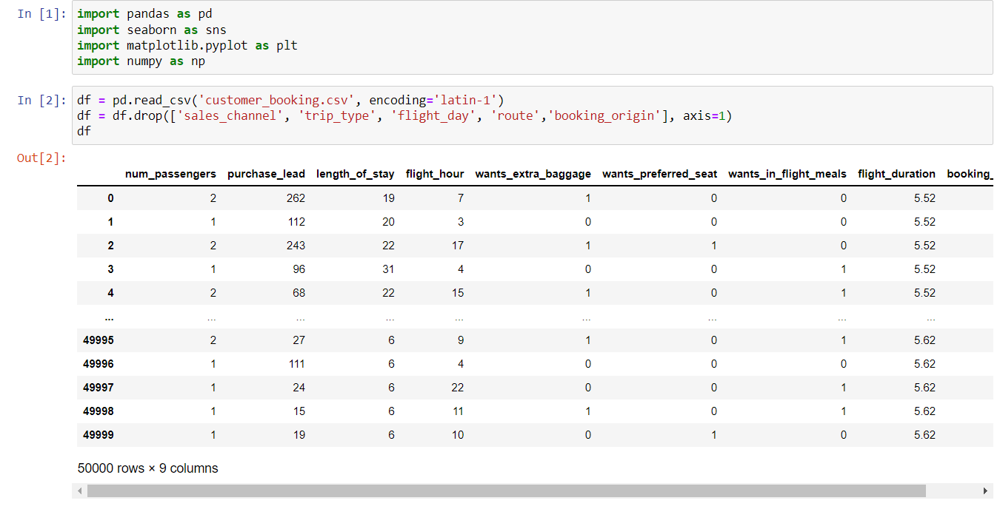 In [1]: import pandas as pd
import seaborn as sns
import matplotlib.pyplot as plt
import numpy as np
In [2]: df = pd.read_csv('customer_booking.csv', encoding='latin-1')
df = df.drop(['sales_channel', 'trip_type', 'flight_day', 'route','booking_origin'], axis=1)
df
Out[2]:
num_passengers purchase_lead length_of_stay flight_hour wants_extra_baggage wants_preferred_seat wants_in_flight_meals flight_duration booking_
0 2 262 19 7 1 0 0 5.52
1 1 112 20 3 0 0 0 5.52
2 2 243 22 17 1 1 0 5.52
3 1 96 31 4 0 0 1 5.52
4 2 68 22 15 1 0 1 5.52
... ... ... ... ... ... ... ... ...
49995 2 27 6 9 1 0 1 5.62
49996 1 111 6 4 0 0 0 5.62
49997 1 24 6 22 0 0 1 5.62
49998 1 15 6 11 1 0 1 5.62
49999 1 19 6 10 0 1 0 5.62
50000 rows × 9 columns